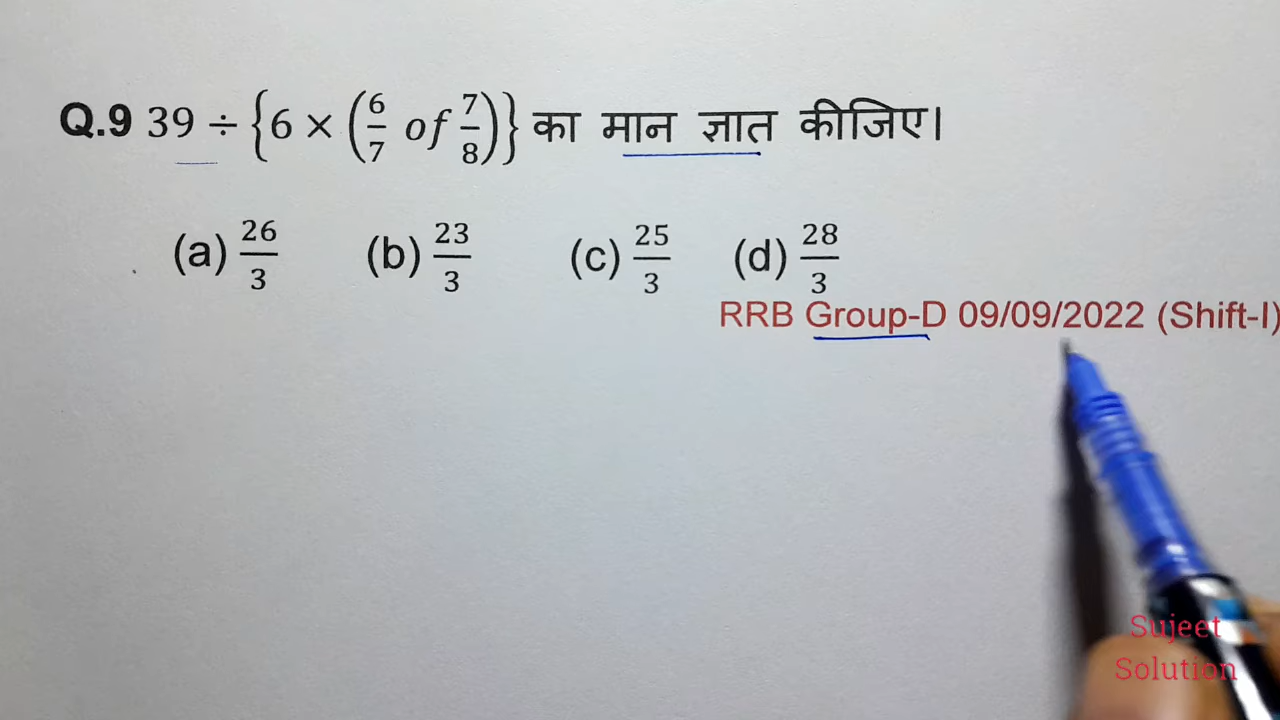 Q.9 39 ÷ {6 × (6/7 of 7/8)} का मान ज्ञात कीजिए।
(a) 26/3 (b) 23/3 (c) 25/3 (d) 28/3
RRB Group-D 09/09/2022 (Shift-I)
Sujeet
Solution